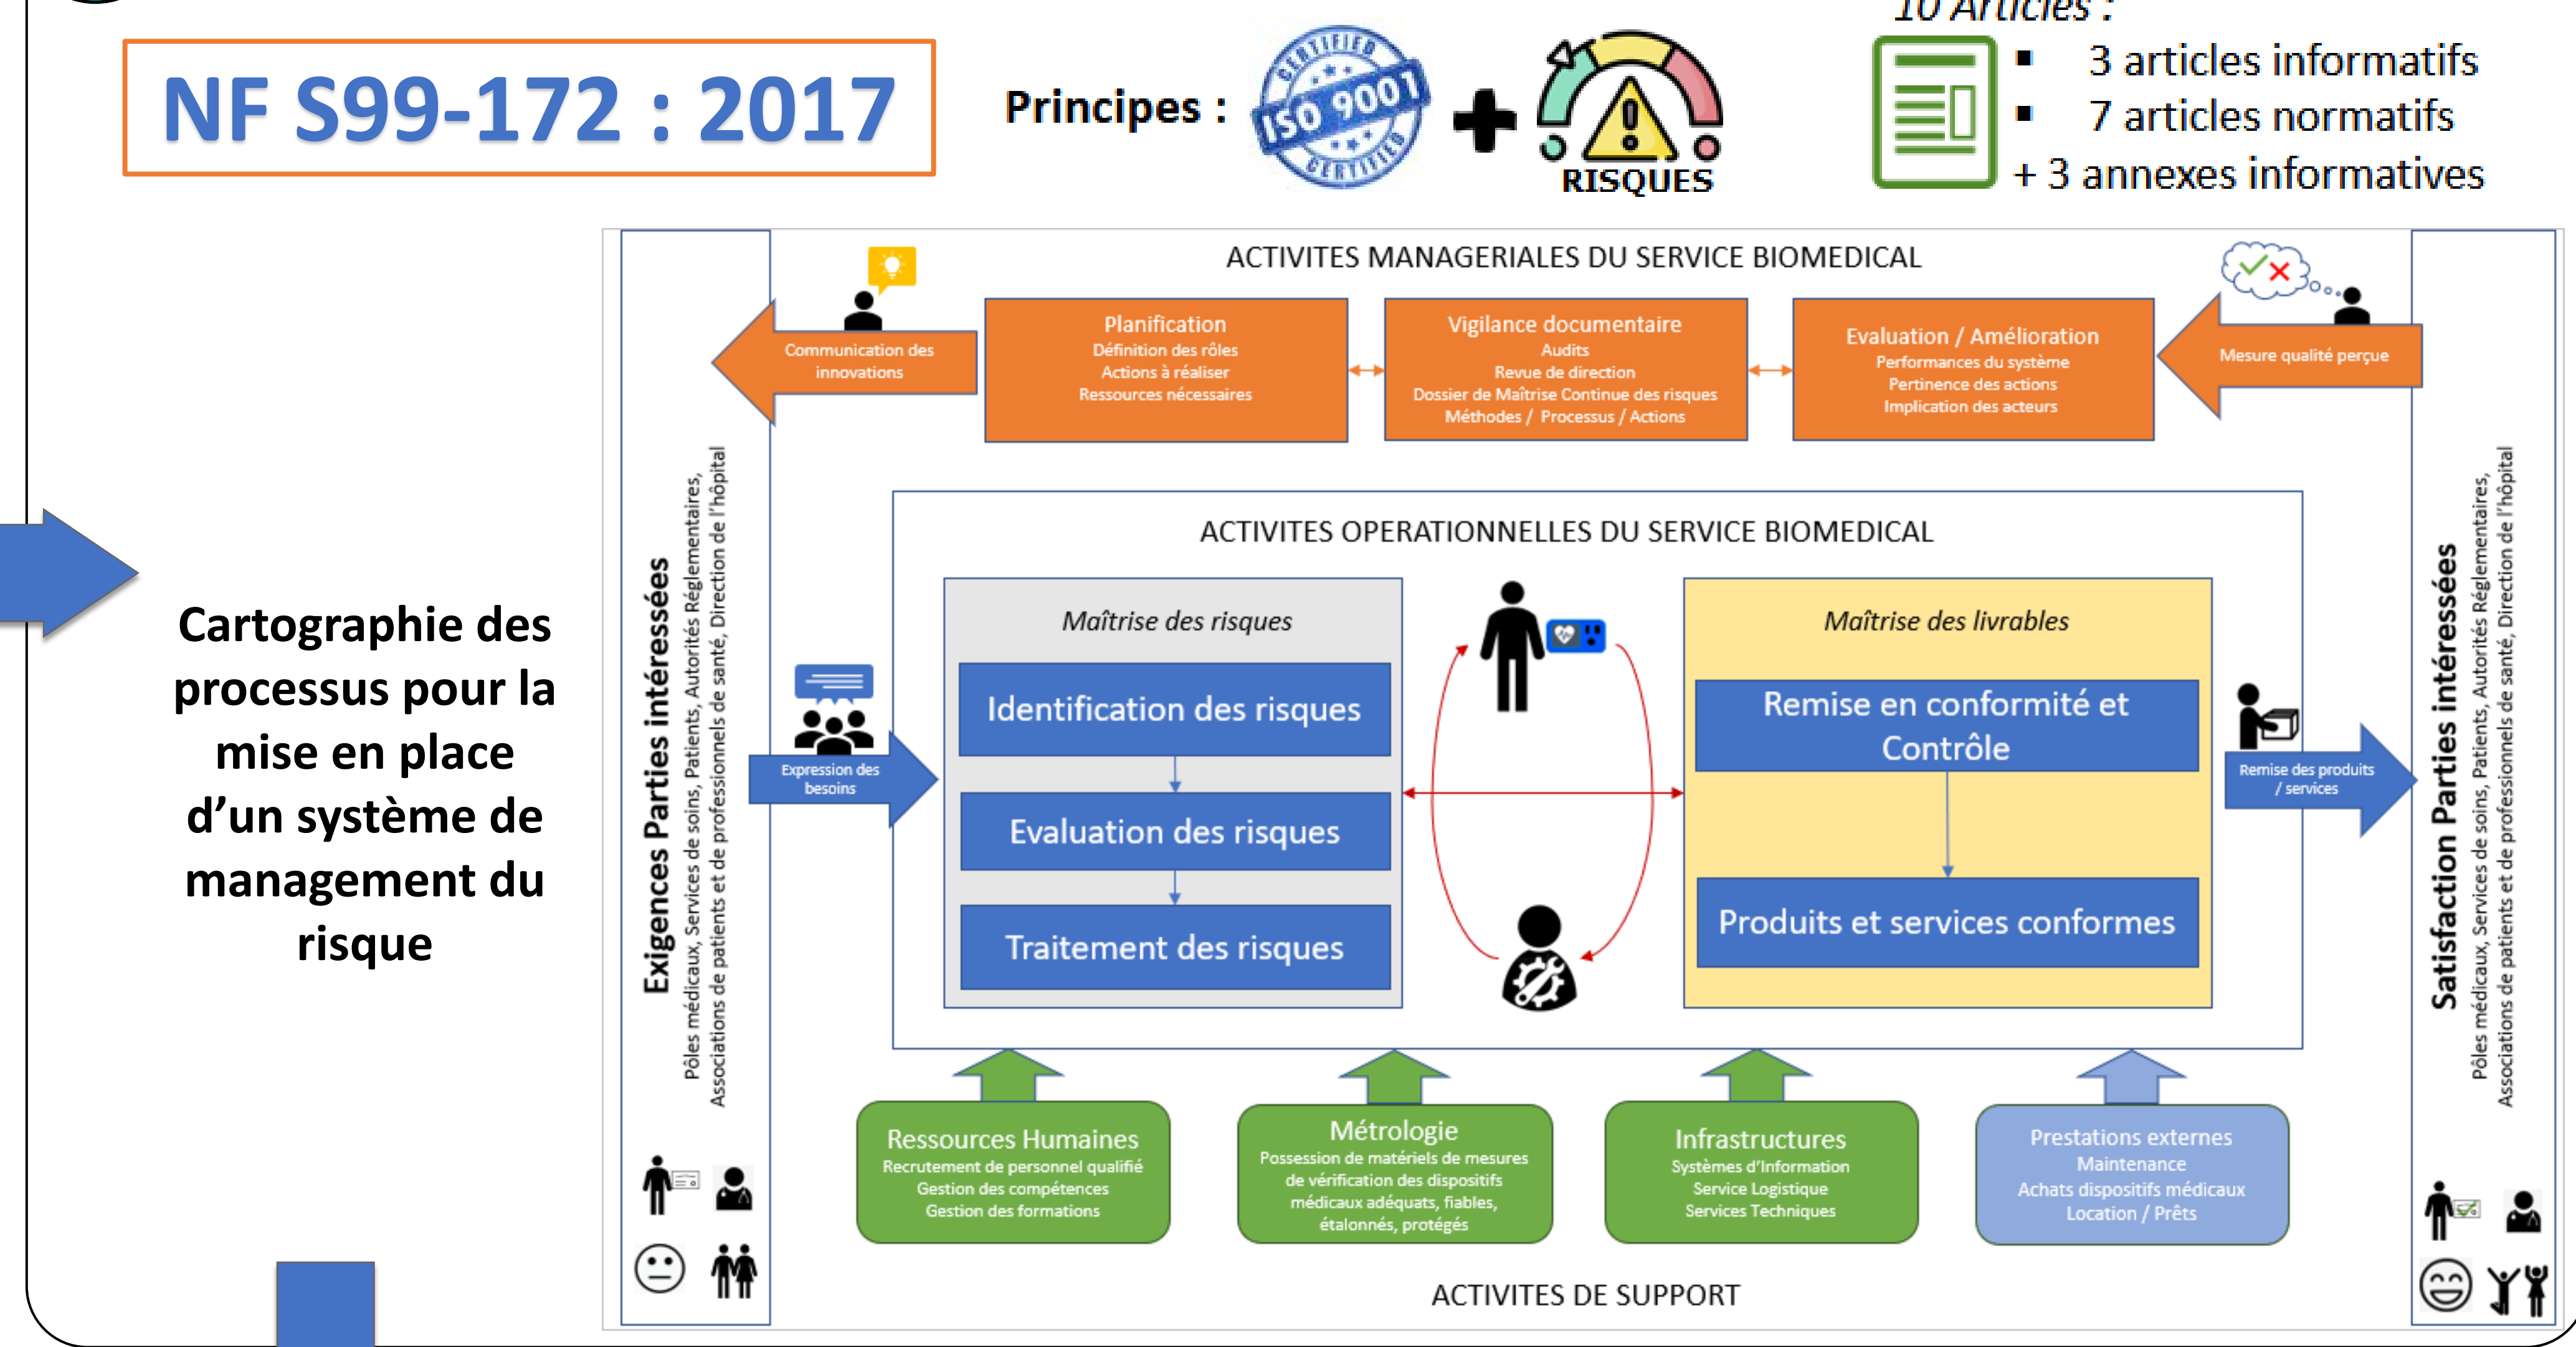 10 Articles :
NF S99-172 : 2017
Principes :
CERTIFIED
ISO 9001
CERTIFIED
RISQUES
▪ 3 articles informatifs
▪ 7 articles normatifs
+ 3 annexes informatives
Cartographie des
processus pour la
mise en place
d’un système de
management du
risque
ACTIVITES MANAGERIALES DU SERVICE BIOMEDICAL
Communication des
innovations
Planification
Définition des rôles
Actions à réaliser
Ressources nécessaires
Vigilance documentaire
Audits
Revue de direction
Dossier de Maîtrise Continue des risques
Méthodes / Processus / Actions
Evaluation / Amélioration
Performances du système
Pertinence des actions
Implication des acteurs
Mesure qualité perçue
Exigences Parties intéressées
Pôles médicaux, Services de soins, Patients, Autorités Réglementaires,
Associations de patients et de professionnels de santé, Direction de l’hôpital
Expression des
besoins
ACTIVITES OPERATIONNELLES DU SERVICE BIOMEDICAL
Maîtrise des risques
Identification des risques
Evaluation des risques
Traitement des risques
Maîtrise des livrables
Remise en conformité et
Contrôle
Produits et services conformes
Remise des produits
/ services
Satisfaction Parties intéressées
Pôles médicaux, Services de soins, Patients, Autorités Réglementaires,
Associations de patients et de professionnels de santé, Direction de l’hôpital
Ressources Humaines
Recrutement de personnel qualifié
Gestion des compétences
Gestion des formations
Métrologie
Possession de matériels de mesures
de vérification des dispositifs
médicaux adéquats, fiables,
étalonnés, protégés
Infrastructures
Systèmes d’Information
Service Logistique
Services Techniques
Prestations externes
Maintenance
Achats dispositifs médicaux
Location / Prêts
ACTIVITES DE SUPPORT